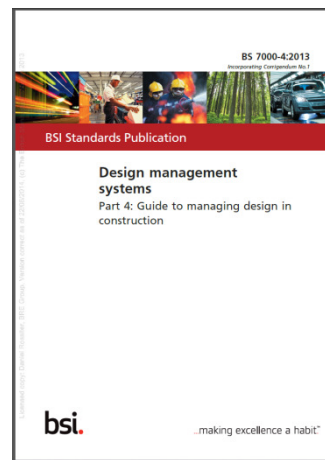 BS 7000-4:2013
Incorporating Corrigendum No.1
BSI Standards Publication
Design management
systems
Part 4: Guide to managing design in
construction
bsi.
...making excellence a habit.™